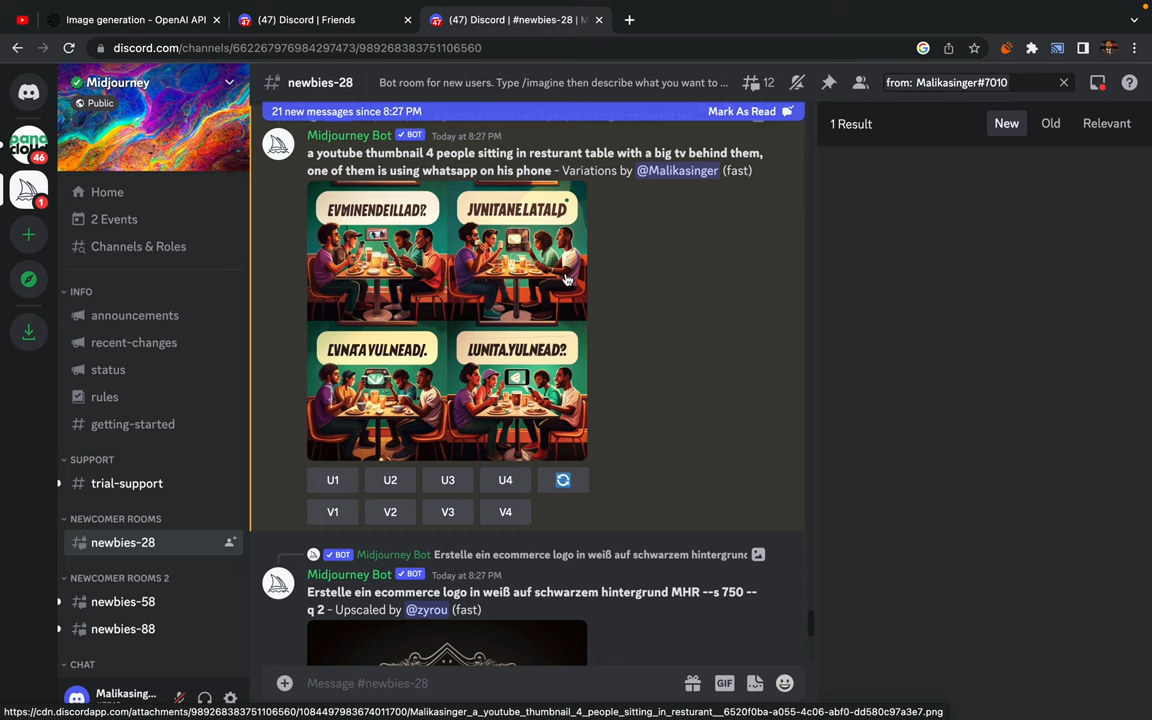 Image generation - OpenAI API
(47) Discord | Friends
(47) Discord | #newbies-28 | M
discord.com/channels/662267976984297473/989268383751106560
Midjourney
Public
# newbies-28
Bot room for new users. Type /imagine then describe what you want to ...
12
from: Malikasinger#7010
21 new messages since 8:27 PM
Mark As Read
1 Result
New
Old
Relevant
Midjourney Bot ✓ BOT Today at 8:27 PM
a youtube thumbnail 4 people sitting in resturant table with a big tv behind them,
one of them is using whatsapp on his phone - Variations by @Malikasinger (fast)
EVMINENDEILLAD?.
JVNITANE LATALD
LVNATA VULNEAD/.
LUNITA.YULNEAD?:
U1
U2
U3
U4
V1
V2
V3
V4
✓ BOT Midjourney Bot Erstelle ein ecommerce logo in weiß auf schwarzem hintergrund
Midjourney Bot ✓ BOT Today at 8:27 PM
Erstelle ein ecommerce logo in weiß auf schwarzem hintergrund MHR --s 750 --
q 2 - Upscaled by @zyrou (fast)
Message #newbies-28
GIF
46
1
Home
2 Events
Channels & Roles
INFO
announcements
recent-changes
status
rules
getting-started
SUPPORT
trial-support
NEWCOMER ROOMS
newbies-28
NEWCOMER ROOMS 2
newbies-58
newbies-88
CHAT
Malikasing...
https://cdn.discordapp.com/attachments/989268383751106560/1084497983674011700/Malikasinger_a_youtube_thumbnail_4_people_sitting_in_resturant__6520f0ba-a055-4c06-abf0-dd580c97a3e7.png